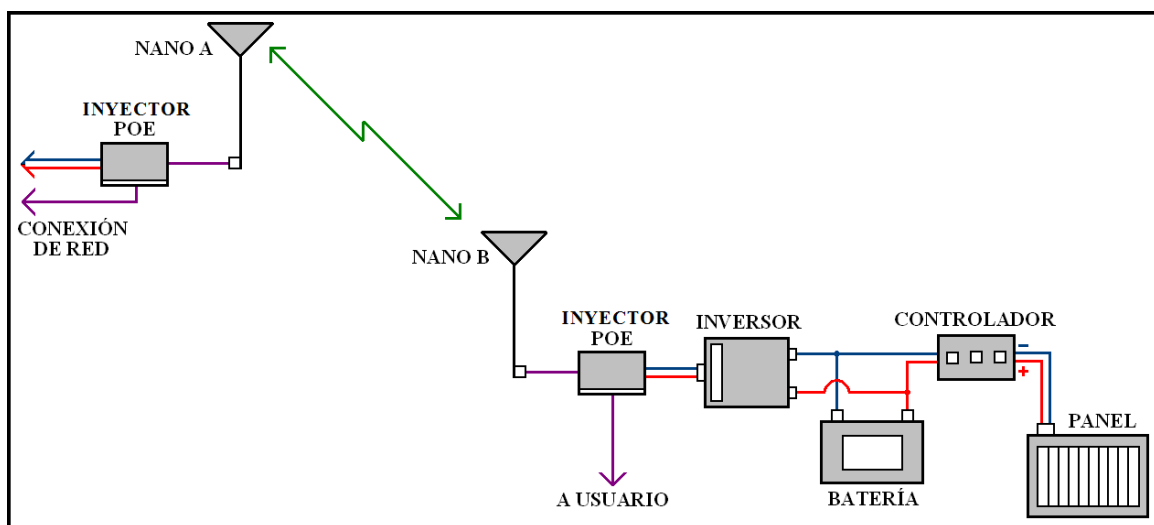 NANO A
INYECTOR
POE
CONEXIÓN
DE RED
NANO B
INYECTOR
POE
A USUARIO
INVERSOR
CONTROLADOR
−
+
BATERÍA
PANEL